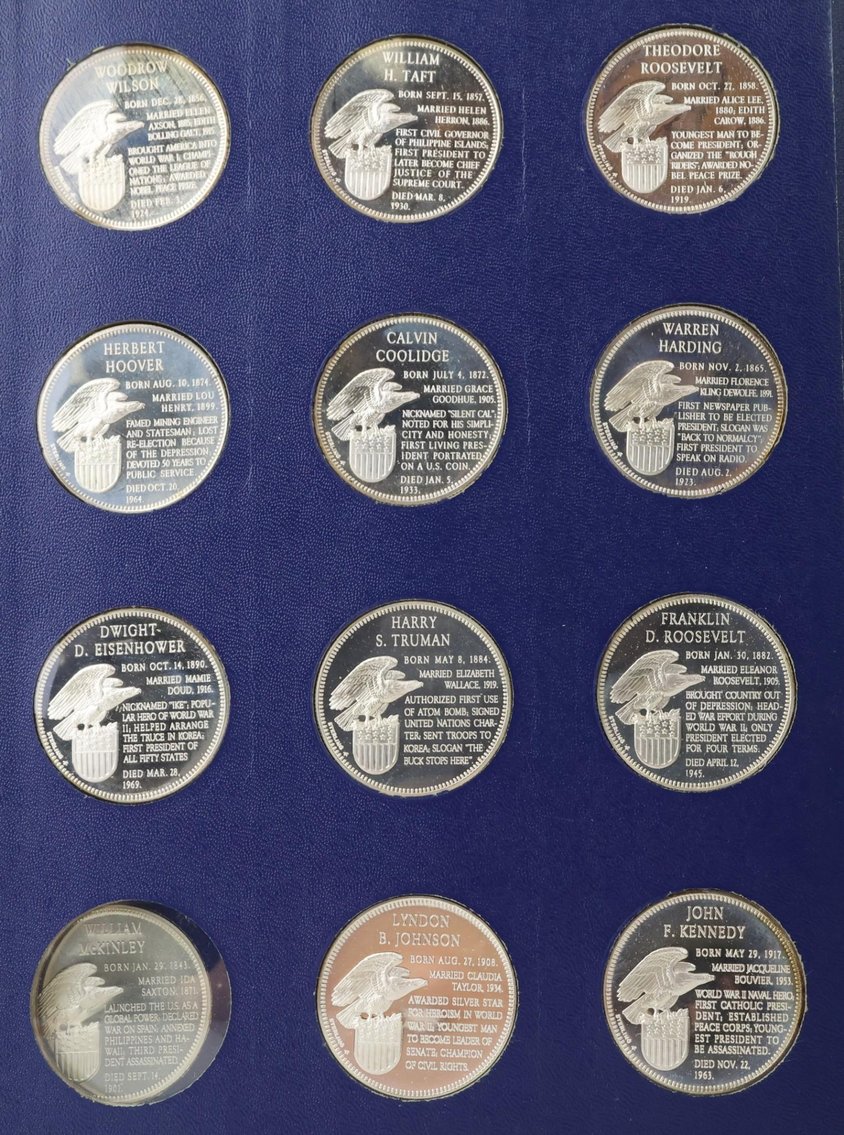 WOODROW
WILSON
BORN DEC. 28, 1856.
MARRIED ELLEN
AXSON, 1885; EDITH
BOLLING GALT, 1915.
BROUGHT AMERICA INTO
WORLD WAR I; CHAMPI-
ONED THE LEAGUE OF
NATIONS; AWARDED
NOBEL PEACE PRIZE.
DIED FEB. 3,
1924.
WILLIAM
H. TAFT
BORN SEPT. 15, 1857.
MARRIED HELEN
HERRON, 1886.
FIRST CIVIL GOVERNOR
OF PHILIPPINE ISLANDS;
FIRST PRESIDENT TO
LATER BECOME CHIEF
JUSTICE OF THE
SUPREME COURT.
DIED MAR. 8,
1930.
THEODORE
ROOSEVELT
BORN OCT. 27, 1858.
MARRIED ALICE LEE,
1880; EDITH
CAROW, 1886.
YOUNGEST MAN TO BE-
COME PRESIDENT; OR-
GANIZED THE "ROUGH
RIDERS"; AWARDED NO-
BEL PEACE PRIZE.
DIED JAN. 6,
1919.
HERBERT
HOOVER
BORN AUG. 10, 1874.
MARRIED LOU
HENRY, 1899.
FAMED MINING ENGINEER
AND STATESMAN; LOST
RE-ELECTION BECAUSE
OF THE DEPRESSION.
DEVOTED 50 YEARS TO
PUBLIC SERVICE.
DIED OCT. 20,
1964.
CALVIN
COOLIDGE
BORN JULY 4, 1872.
MARRIED GRACE
GOODHUE, 1905.
NICKNAMED "SILENT CAL";
NOTED FOR HIS SIMPLI-
CITY AND HONESTY;
FIRST LIVING PRES-
IDENT PORTRAYED
ON A U.S. COIN.
DIED JAN. 5,
1933.
WARREN
HARDING
BORN NOV. 2, 1865.
MARRIED FLORENCE
KLING DEWOLFE, 1891.
FIRST NEWSPAPER PUB-
LISHER TO BE ELECTED
PRESIDENT; SLOGAN WAS
"BACK TO NORMALCY";
FIRST PRESIDENT TO
SPEAK ON RADIO.
DIED AUG. 2,
1923.
DWIGHT
D. EISENHOWER
BORN OCT. 14, 1890.
MARRIED MAMIE
DOUD, 1916.
NICKNAMED "IKE"; POPU-
LAR HERO OF WORLD WAR
II; HELPED ARRANGE
THE TRUCE IN KOREA;
FIRST PRESIDENT OF
ALL FIFTY STATES
DIED MAR. 28,
1969.
HARRY
S. TRUMAN
BORN MAY 8, 1884.
MARRIED ELIZABETH
WALLACE, 1919.
AUTHORIZED FIRST USE
OF ATOM BOMB; SIGNED
UNITED NATIONS CHAR-
TER; SENT TROOPS TO
KOREA; SLOGAN "THE
BUCK STOPS HERE".
FRANKLIN
D. ROOSEVELT
BORN JAN. 30, 1882.
MARRIED ELEANOR
ROOSEVELT, 1905.
BROUGHT COUNTRY OUT
OF DEPRESSION; HEAD-
ED WAR EFFORT DURING
WORLD WAR II; ONLY
PRESIDENT ELECTED
FOR FOUR TERMS.
DIED APRIL 12,
1945.
WILLIAM
McKINLEY
BORN JAN. 29, 1843.
MARRIED IDA
SAXTON, 1871.
LAUNCHED THE U.S. AS A
GLOBAL POWER; DECLARED
WAR ON SPAIN; ANNEXED
PHILIPPINES AND HA-
WAII; THIRD PRESI-
DENT ASSASSINATED.
DIED SEPT. 14,
1901.
LYNDON
B. JOHNSON
BORN AUG. 27, 1908.
MARRIED CLAUDIA
TAYLOR, 1934.
AWARDED SILVER STAR
FOR HEROISM IN WORLD
WAR II; YOUNGEST MAN
TO BECOME LEADER OF
SENATE; CHAMPION
OF CIVIL RIGHTS.
JOHN
F. KENNEDY
BORN MAY 29, 1917.
MARRIED JACQUELINE
BOUVIER, 1953.
WORLD WAR II NAVAL HERO;
FIRST CATHOLIC PRESI-
DENT; ESTABLISHED
PEACE CORPS; YOUNG-
EST PRESIDENT TO
BE ASSASSINATED.
DIED NOV. 22,
1963.